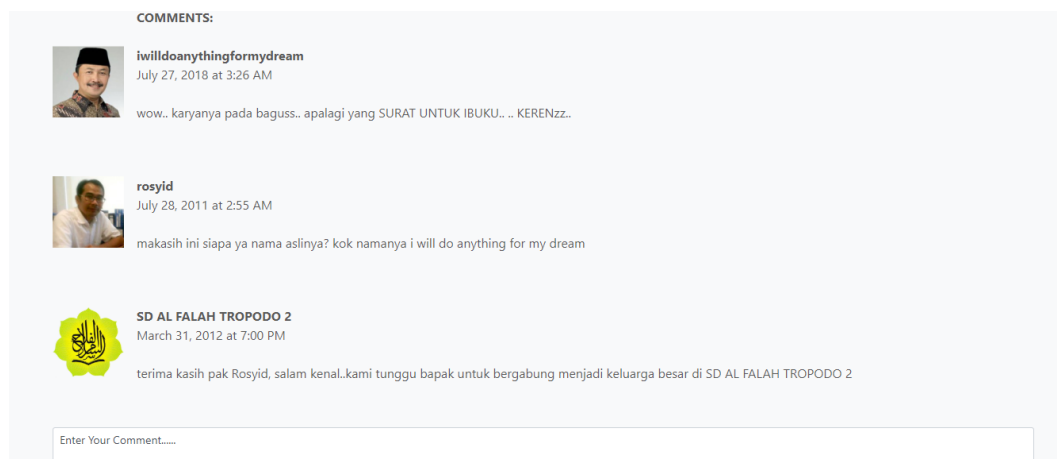 COMMENTS:
iwilldoanythingformydream
July 27, 2018 at 3:26 AM
wow.. karyanya pada baguss.. apalagi yang SURAT UNTUK IBUKU.. .. KERENzz..
rosyid
July 28, 2011 at 2:55 AM
makasih ini siapa ya nama aslinya? kok namanya i will do anything for my dream
SD AL FALAH TROPODO 2
March 31, 2012 at 7:00 PM
terima kasih pak Rosyid, salam kenal..kami tunggu bapak untuk bergabung menjadi keluarga besar di SD AL FALAH TROPODO 2
Enter Your Comment......